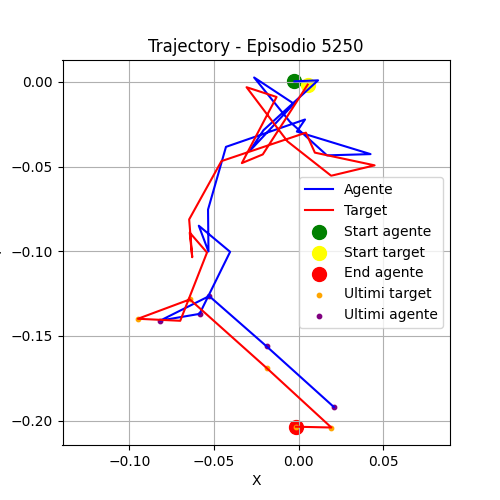 Trajectory - Episodio 5250
0.00
−0.05
−0.10
−0.15
−0.20
Agente
Target
Start agente
Start target
End agente
Ultimi target
Ultimi agente
−0.10
−0.05
0.00
0.05
X